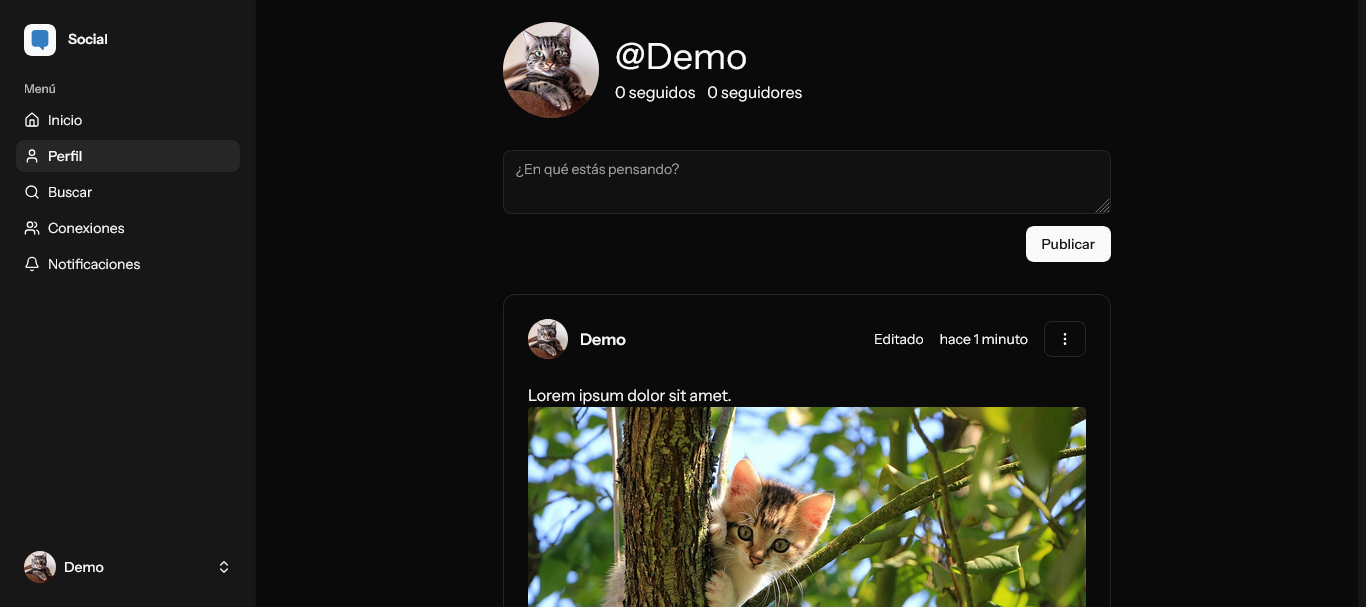 Social
Menú
Inicio
Perfil
Buscar
Conexiones
Notificaciones
Demo
@Demo
0 seguidos 0 seguidores
¿En qué estás pensando?
Publicar
Demo Editado hace 1 minuto
Lorem ipsum dolor sit amet.